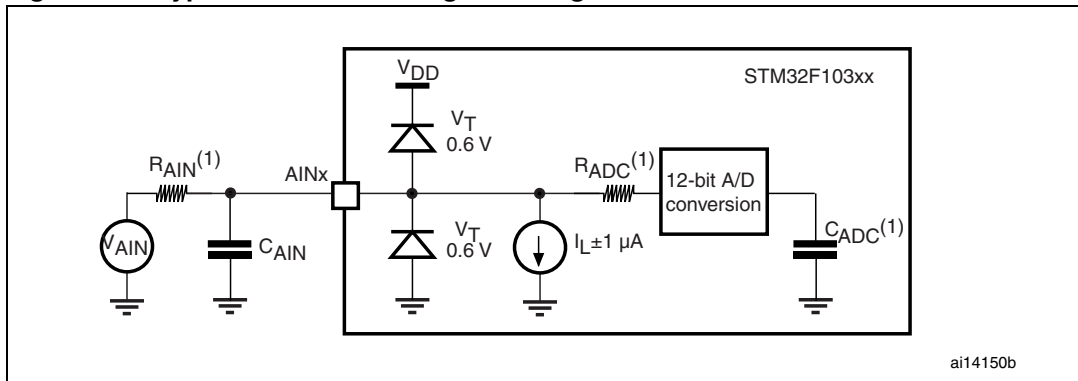 STM32F103xx
VDD
VT
0.6 V
RAIN(1)
AINx
RADC(1)
12-bit A/D
conversion
VAIN
CAIN
VT
0.6 V
IL±1 µA
CADC(1)
ai14150b